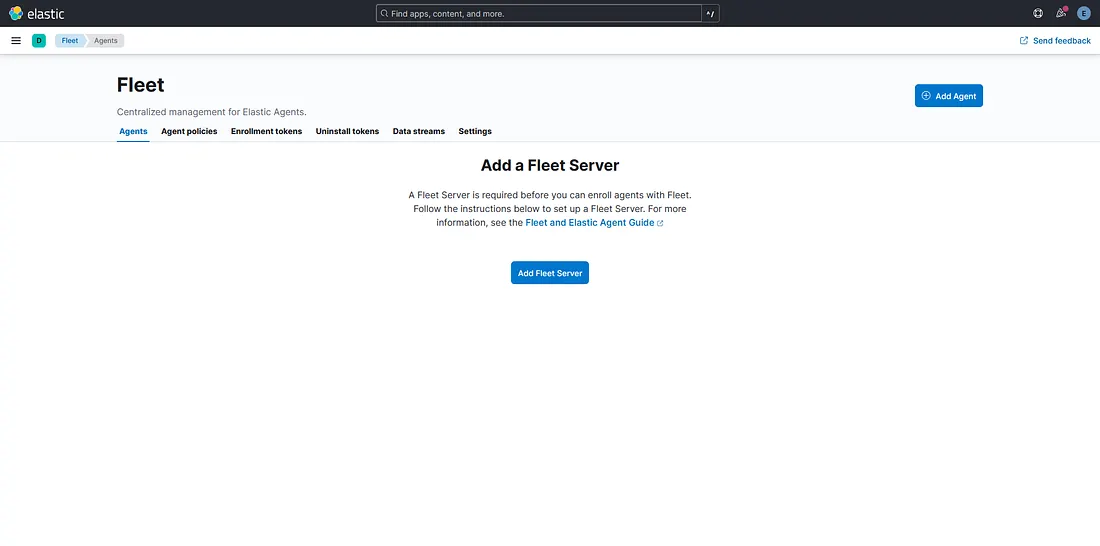 elastic
Find apps, content, and more.
^/
E
D
Fleet
Agents
Send feedback
Fleet
Centralized management for Elastic Agents.
Add Agent
Agents
Agent policies
Enrollment tokens
Uninstall tokens
Data streams
Settings
Add a Fleet Server
A Fleet Server is required before you can enroll agents with Fleet.
Follow the instructions below to set up a Fleet Server. For more
information, see the Fleet and Elastic Agent Guide
Add Fleet Server